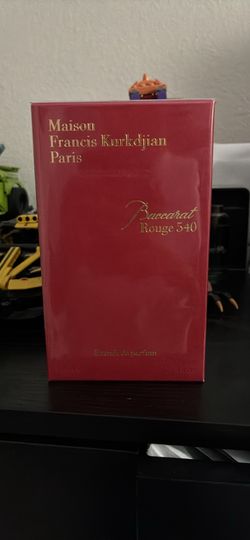 Maison
Francis Kurkdjian
Paris
Baccarat
Rouge 540
Extrait de parfum